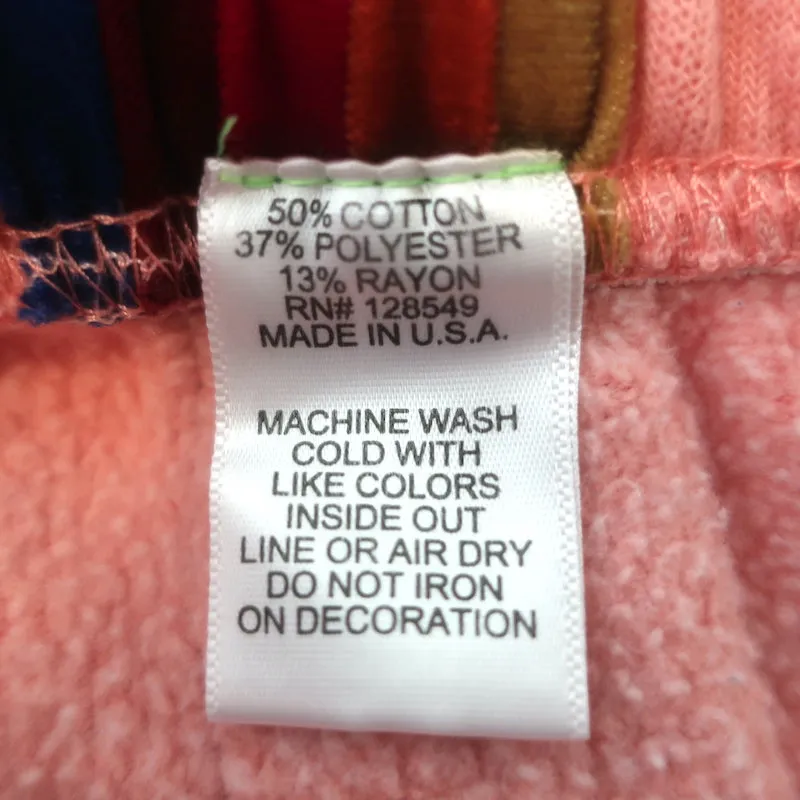 50% COTTON
37% POLYESTER
13% RAYON
RN# 128549
MADE IN U.S.A.
MACHINE WASH
COLD WITH
LIKE COLORS
INSIDE OUT
LINE OR AIR DRY
DO NOT IRON
ON DECORATION